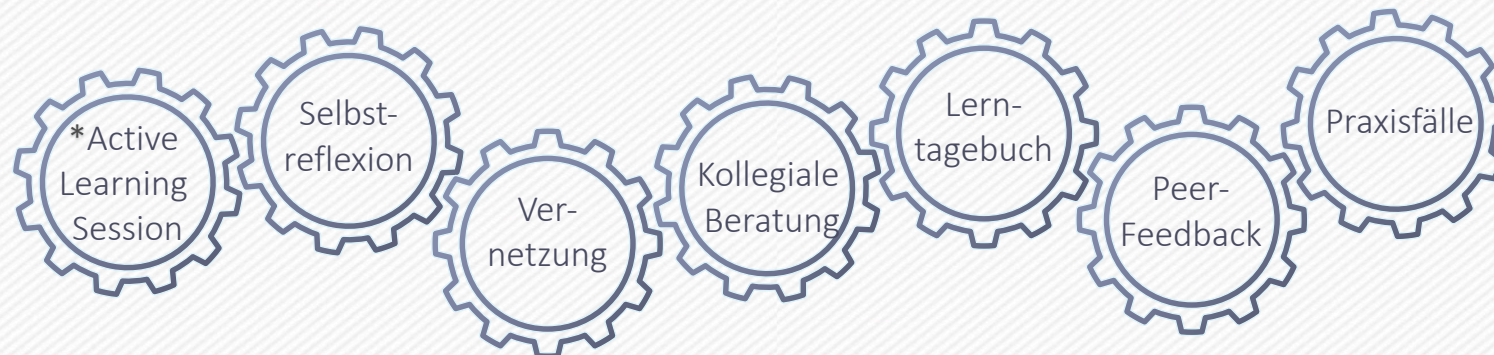 *Active
Learning
Session
Selbst-
reflexion
Ver-
netzung
Kollegiale
Beratung
Lern-
tagebuch
Peer-
Feedback
Praxisfälle